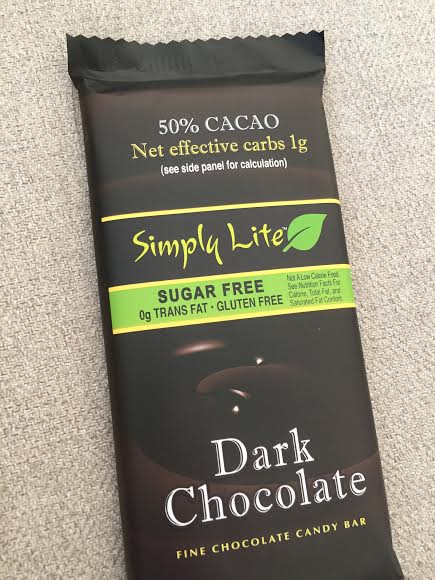 50% CACAO
Net effective carbs 1g
(see side panel for calculation)
Simply Lite™
SUGAR FREE
0g TRANS FAT • GLUTEN FREE
Not A Low Calorie Food.
See Nutrition Facts For
Calorie, Total Fat, and
Saturated Fat Content.
Dark
Chocolate
FINE CHOCOLATE CANDY BAR